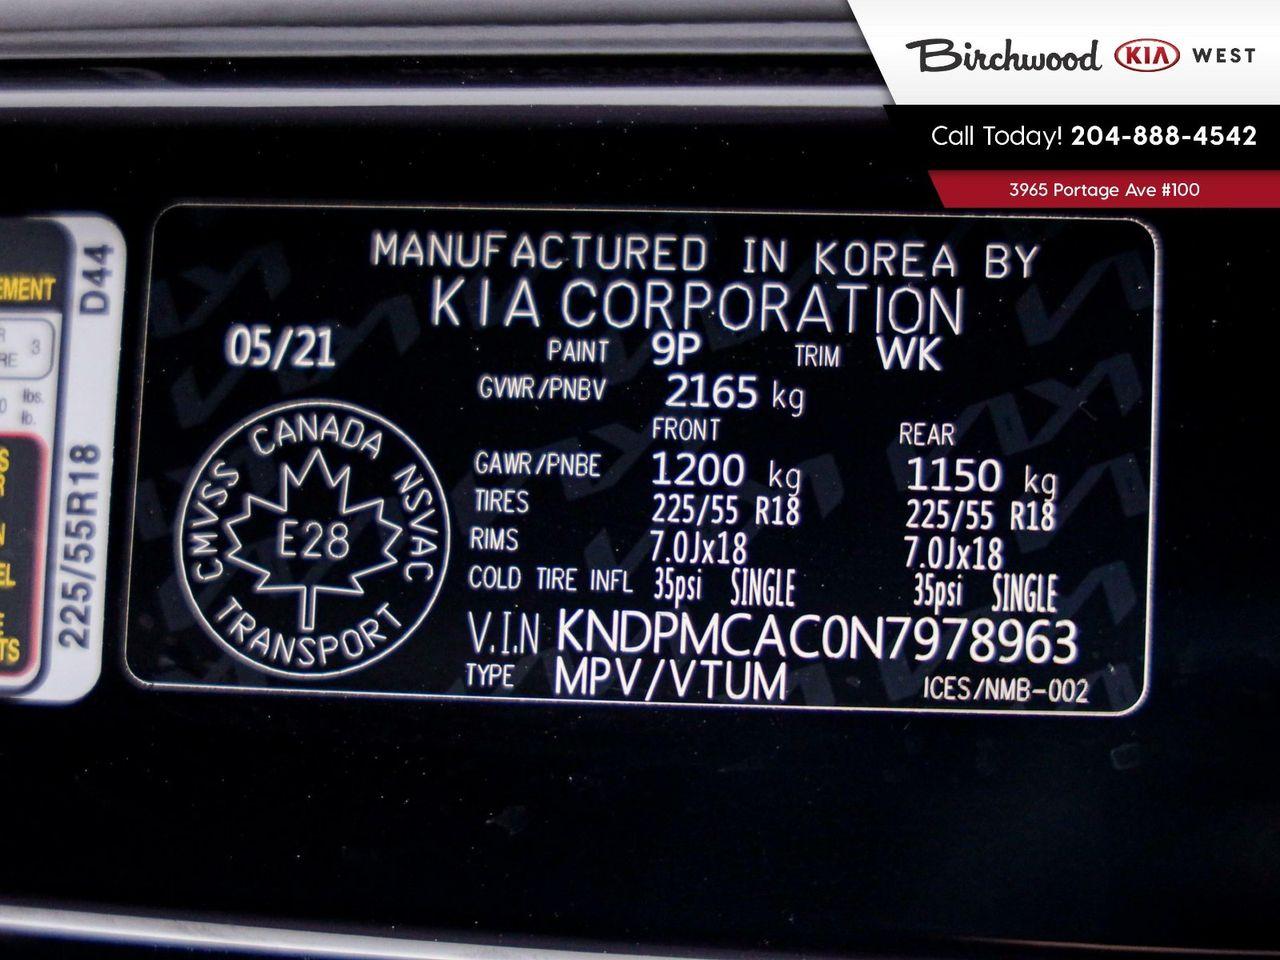 Birchwood KIA WEST
Call Today! 204-888-4542
3965 Portage Ave #100
MANUFACTURED IN KOREA BY
KIA CORPORATION
05/21 PAINT 9P TRIM WK
GVWR/PNBV 2165 kg
FRONT REAR
GAWR/PNBE 1200 kg 1150 kg
TIRES 225/55 R18 225/55 R18
RIMS 7.0Jx18 7.0Jx18
COLD TIRE INFL 35psi SINGLE 35psi SINGLE
V.I.N KNDPMCAC0N7978963
TYPE MPV/VTUM ICES/NMB-002
CANADA
CMVSS NSVAC
E28
TRANSPORT
D44
225/55R18
EMENT
3
lbs.
lb.